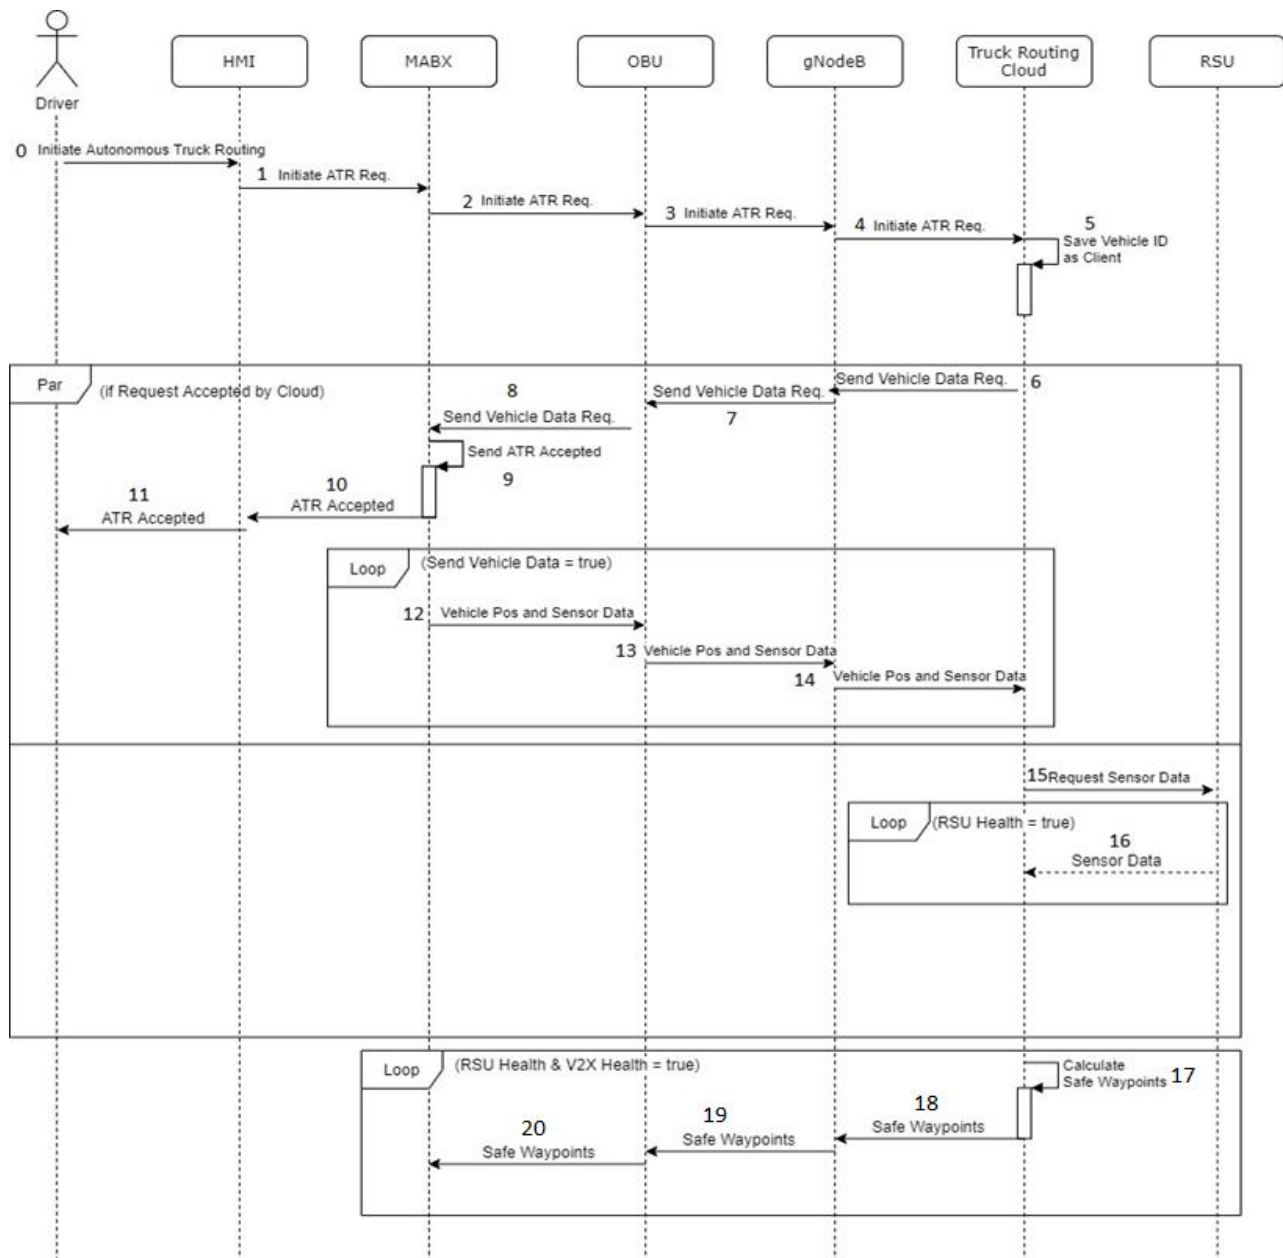 Driver
HMI
MABX
OBU
gNodeB
Truck Routing
Cloud
RSU
0 Initiate Autonomous Truck Routing
1 Initiate ATR Req.
2 Initiate ATR Req.
3 Initiate ATR Req.
4 Initiate ATR Req.
5
Save Vehicle ID
as Client
Par
(if Request Accepted by Cloud)
Send Vehicle Data Req. 6
Send Vehicle Data Req.
7
8
Send Vehicle Data Req.
Send ATR Accepted
9
10
ATR Accepted
11
ATR Accepted
Loop
(Send Vehicle Data = true)
12 Vehicle Pos and Sensor Data
13 Vehicle Pos and Sensor Data
14 Vehicle Pos and Sensor Data
15 Request Sensor Data
Loop
(RSU Health = true)
16
Sensor Data
Loop
(RSU Health & V2X Health = true)
Calculate
Safe Waypoints 17
18
Safe Waypoints
19
Safe Waypoints
20
Safe Waypoints